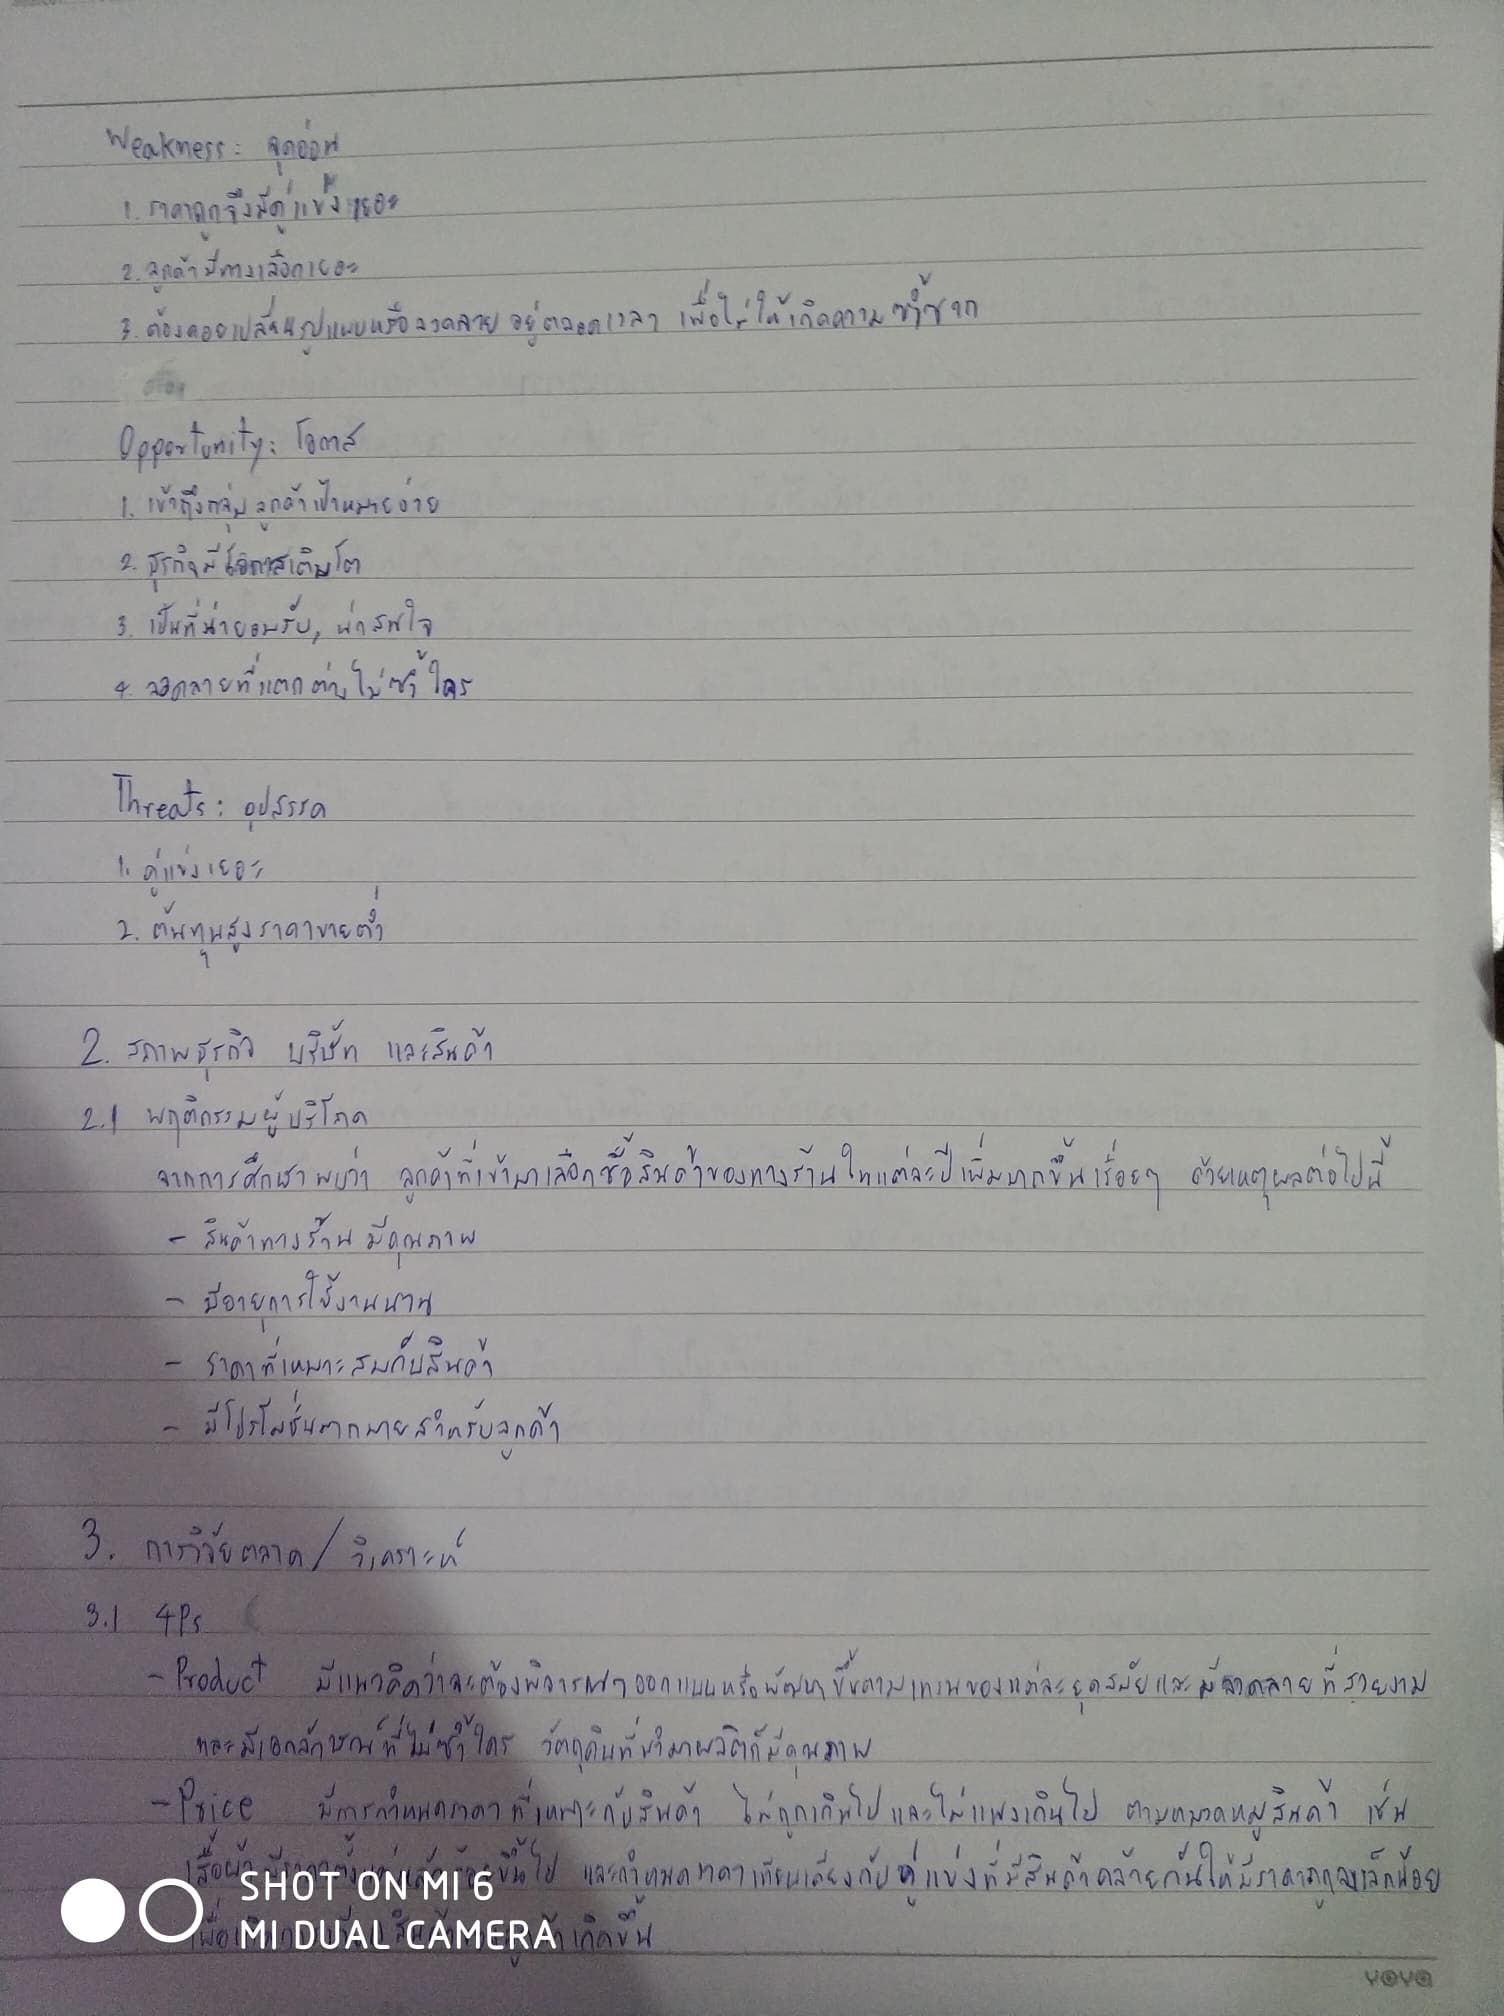 Weakness : จุดอ่อน
1. ราคาถูกจึงมีคู่แข่งเยอะ
2. ลูกค้ามีทางเลือกเยอะ
3. ต้องคอยเปลี่ยนรูปแบบหรือลวดลาย อยู่ตลอดเวลา เพื่อไม่ให้เกิดความซ้ำซาก
Opportunity : โอกาส
1. เข้าถึงกลุ่มลูกค้าเป้าหมายง่าย
2. ธุรกิจมีโอกาสเติบโต
3. เป็นที่น่ายอมรับ, น่าสนใจ
4. ลวดลายที่แตกต่างไม่ซ้ำใคร
Threats : อุปสรรค
1. คู่แข่งเยอะ
2. ต้นทุนสูงราคาขายต่ำ
2. สภาพธุรกิจ บริษัท และสินค้า
2.1 พฤติกรรมผู้บริโภค
จากการศึกษาพบว่า ลูกค้าที่เข้ามาเลือกซื้อสินค้าของทางร้านในแต่ละปีเพิ่มมากขึ้นเรื่อยๆ ด้วยเหตุผลต่อไปนี้
- สินค้าทางร้านมีคุณภาพ
- มีอายุการใช้งานนาน
- ราคาที่เหมาะสมกับสินค้า
- มีโปรโมชั่นมากมายสำหรับลูกค้า
3. การวิจัยตลาด / วิเคราะห์
3.1 4Ps
- Product มีแนวคิดว่าจะต้องพิจารณาออกแบบหรือพัฒนาขึ้นตามเทรนของแต่ละยุคสมัยและมีลวดลายที่สวยงาม
และมีเอกลักษณ์ที่ไม่ซ้ำใคร วัตถุดิบที่นำมาผลิตก็มีคุณภาพ
- Price มีการกำหนดราคาที่เหมาะกับสินค้า ไม่ถูกเกินไปและไม่แพงเกินไป ตามหมวดหมู่สินค้า เช่น
เสื้อผ้า ขึ้นไป และกำหนดราคาเทียบเคียงกับคู่แข่งที่มีสินค้าคล้ายกันให้มีราคาถูกลงเล็กน้อย
เพื่อ เกิดขึ้น
SHOT ON MI 6
MI DUAL CAMERA
yoya